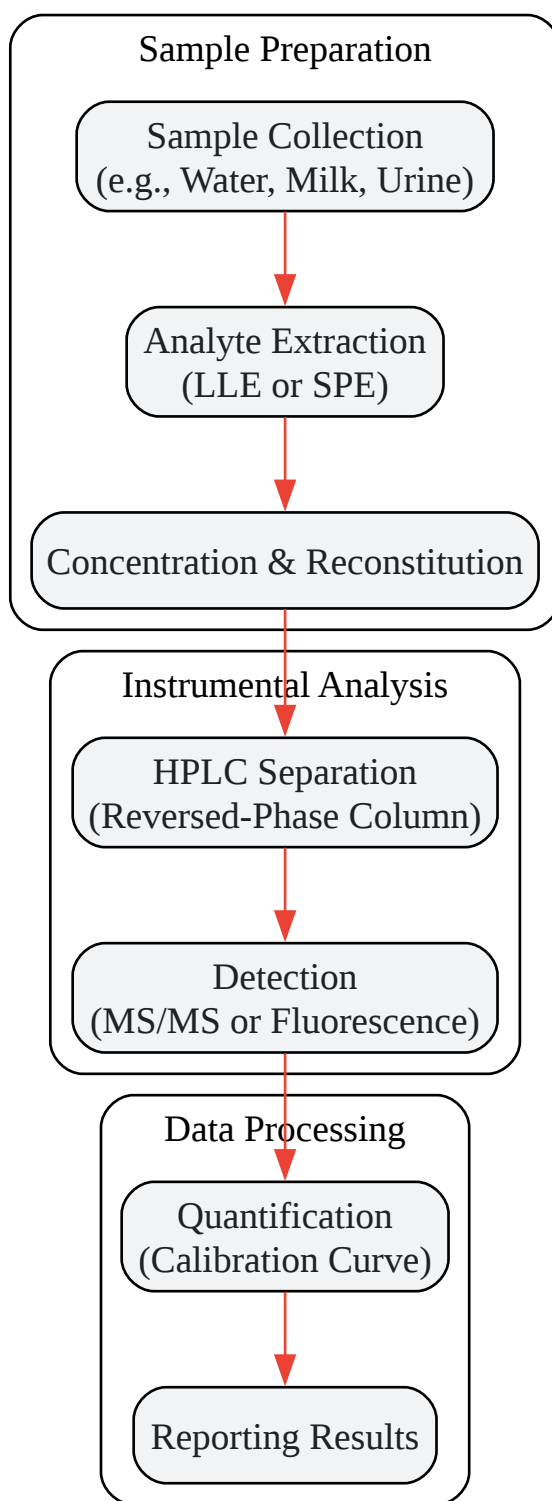 Sample Preparation
Sample Collection
(e.g., Water, Milk, Urine)
Analyte Extraction
(LLE or SPE)
Concentration & Reconstitution
Instrumental Analysis
HPLC Separation
(Reversed-Phase Column)
Detection
(MS/MS or Fluorescence)
Data Processing
Quantification
(Calibration Curve)
Reporting Results